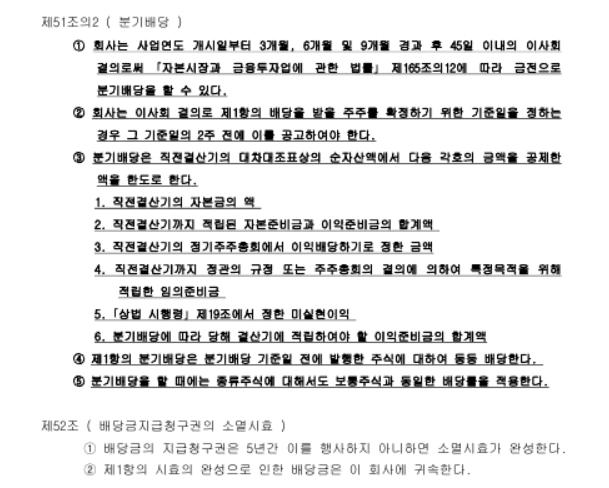 제51조의2 ( 분기배당 )
① 회사는 사업연도 개시일부터 3개월, 6개월 및 9개월 경과 후 45일 이내의 이사회
결의로써 「자본시장과 금융투자업에 관한 법률」 제165조의12에 따라 금전으로
분기배당을 할 수 있다.
② 회사는 이사회 결의로 제1항의 배당을 받을 주주를 확정하기 위한 기준일을 정하는
경우 그 기준일의 2주 전에 이를 공고하여야 한다.
③ 분기배당은 직전결산기의 대차대조표상의 순자산액에서 다음 각호의 금액을 공제한
액을 한도로 한다.
1. 직전결산기의 자본금의 액
2. 직전결산기까지 적립된 자본준비금과 이익준비금의 합계액
3. 직전결산기의 정기주주총회에서 이익배당하기로 정한 금액
4. 직전결산기까지 정관의 규정 또는 주주총회의 결의에 의하여 특정목적을 위해
적립한 임의준비금
5. 「상법 시행령」 제19조에서 정한 미실현이익
6. 분기배당에 따라 당해 결산기에 적립하여야 할 이익준비금의 합계액
④ 제1항의 분기배당은 분기배당 기준일 전에 발행한 주식에 대하여 동등 배당한다.
⑤ 분기배당을 할 때에는 종류주식에 대해서도 보통주식과 동일한 배당률을 적용한다.
제52조 ( 배당금지급청구권의 소멸시효 )
① 배당금의 지급청구권은 5년간 이를 행사하지 아니하면 소멸시효가 완성한다.
② 제1항의 시효의 완성으로 인한 배당금은 이 회사에 귀속한다.